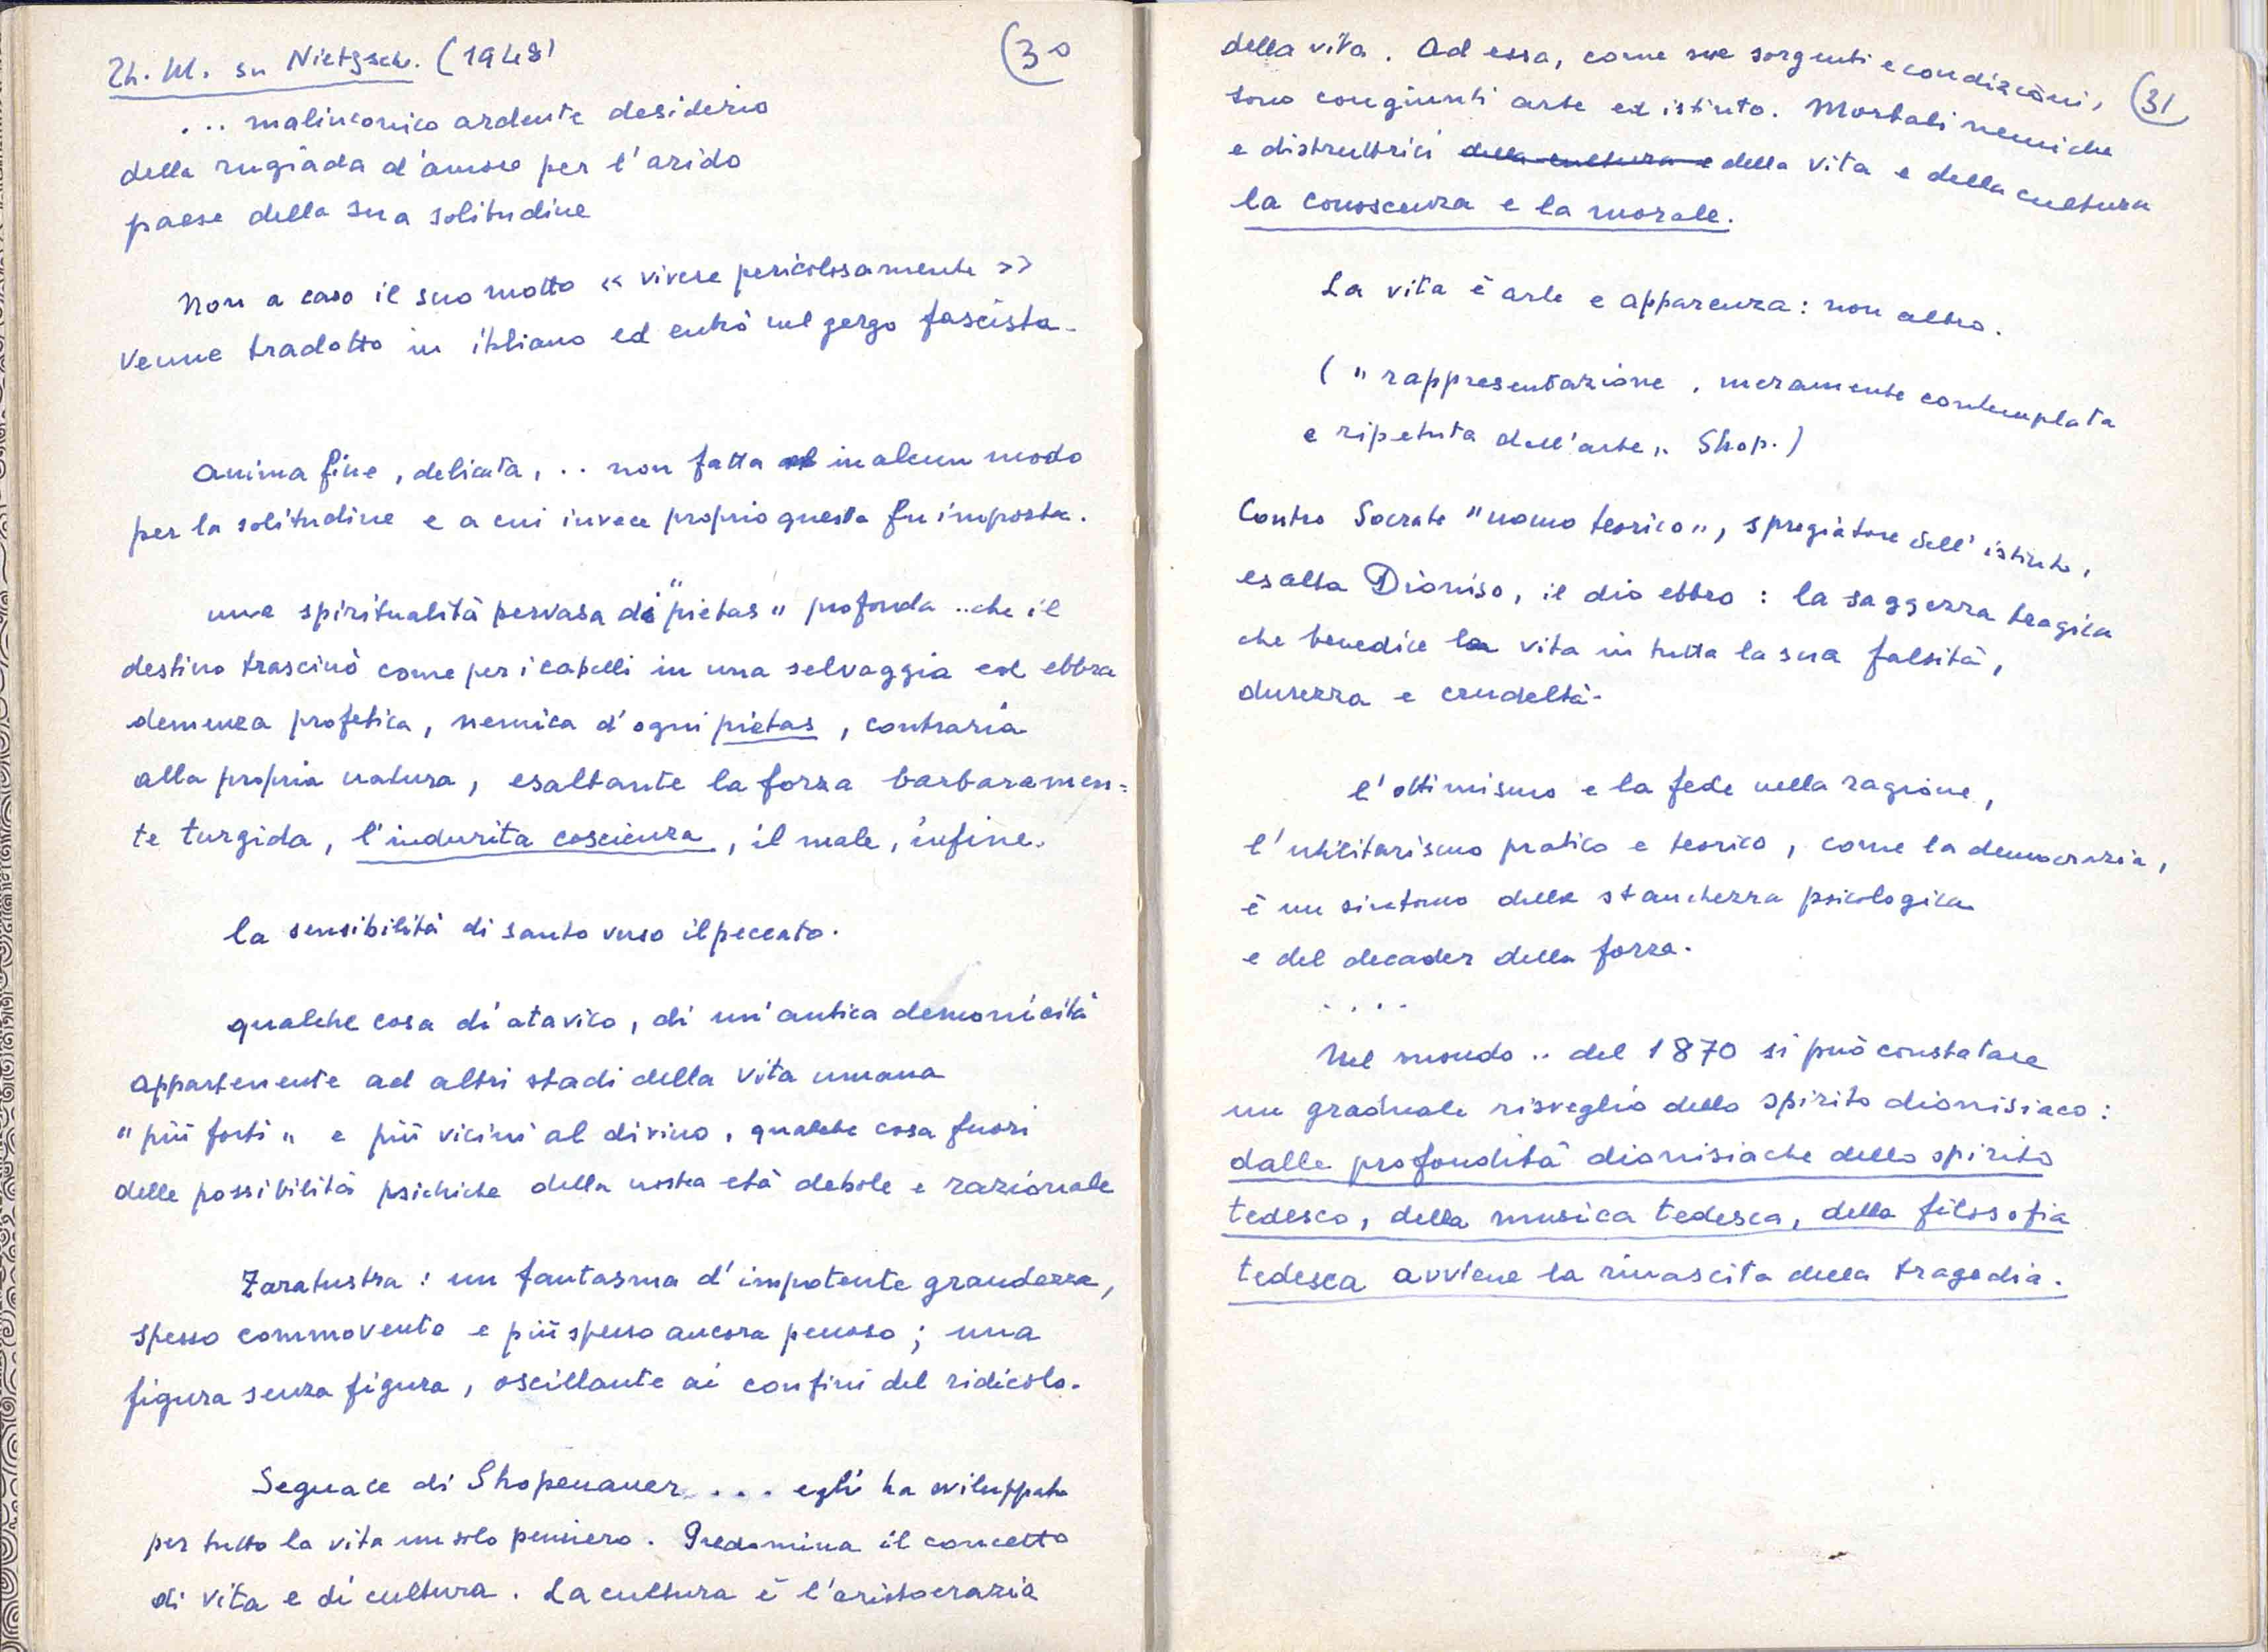 Th. M. su Nietzsch. (1948) (30
... malinconico ardente desiderio
della rugiada d'amore per l'arido
paese della sua solitudine
Non a caso il suo motto « vivere pericolosamente »
venne tradotto in italiano ed entrò nel gergo fascista.
anima fine, delicata, .. non fatta in alcun modo
per la solitudine e a cui invece proprio questa fu imposta.
una spiritualità pervasa di "pietas" profonda .. che il
destino trascinò come per i capelli in una selvaggia ed ebbra
demenza profetica, nemica d'ogni pietas, contraria
alla propria natura, esaltante la forza barbaramen=
te turgida, l'indurita coscienza, il male, infine.
la sensibilità di santo verso il peccato.
qualche cosa di atavico, di un'antica demonicità
appartenente ad altri stadi della vita umana
"più forti" e più vicini al divino, qualche cosa fuori
delle possibilità psichiche della nostra età debole e razionale
Zaratustra: un fantasma d'impotente grandezza,
spesso commovente e più spesso ancora penoso; una
figura senza figura, oscillante ai confini del ridicolo.
Seguace di Shopenauer.... egli ha sviluppato
per tutto la vita un solo pensiero. Predomina il concetto
di vita e di cultura. La cultura è l'aristocrazia
della vita. Ad essa, come sue sorgenti e condizioni, (31
sono congiunti arte ed istinto. Mortali nemiche
e distruttrici della cultura e della vita e della cultura
la conoscenza e la morale.
La vita è arte e apparenza: non altro.
("rappresentazione, meramente contemplata
e ripetuta dell'arte" Shop.)
Contro Socrate "uomo teorico", spregiatore dell'istinto,
esalta Dioniso, il dio ebbro: la saggezza tragica
che benedice la vita in tutta la sua falsità,
durezza e crudeltà.
l'ottimismo e la fede nella ragione,
l'utilitarismo pratico e teorico, come la democrazia,
è un sintomo della stanchezza psicologica
e del decader della forza.
....
Nel mondo .. del 1870 si può constatare
un graduale risveglio dello spirito dionisiaco:
dalle profondità dionisiache dello spirito
tedesco, della musica tedesca, della filosofia
tedesca avviene la rinascita della tragedia.